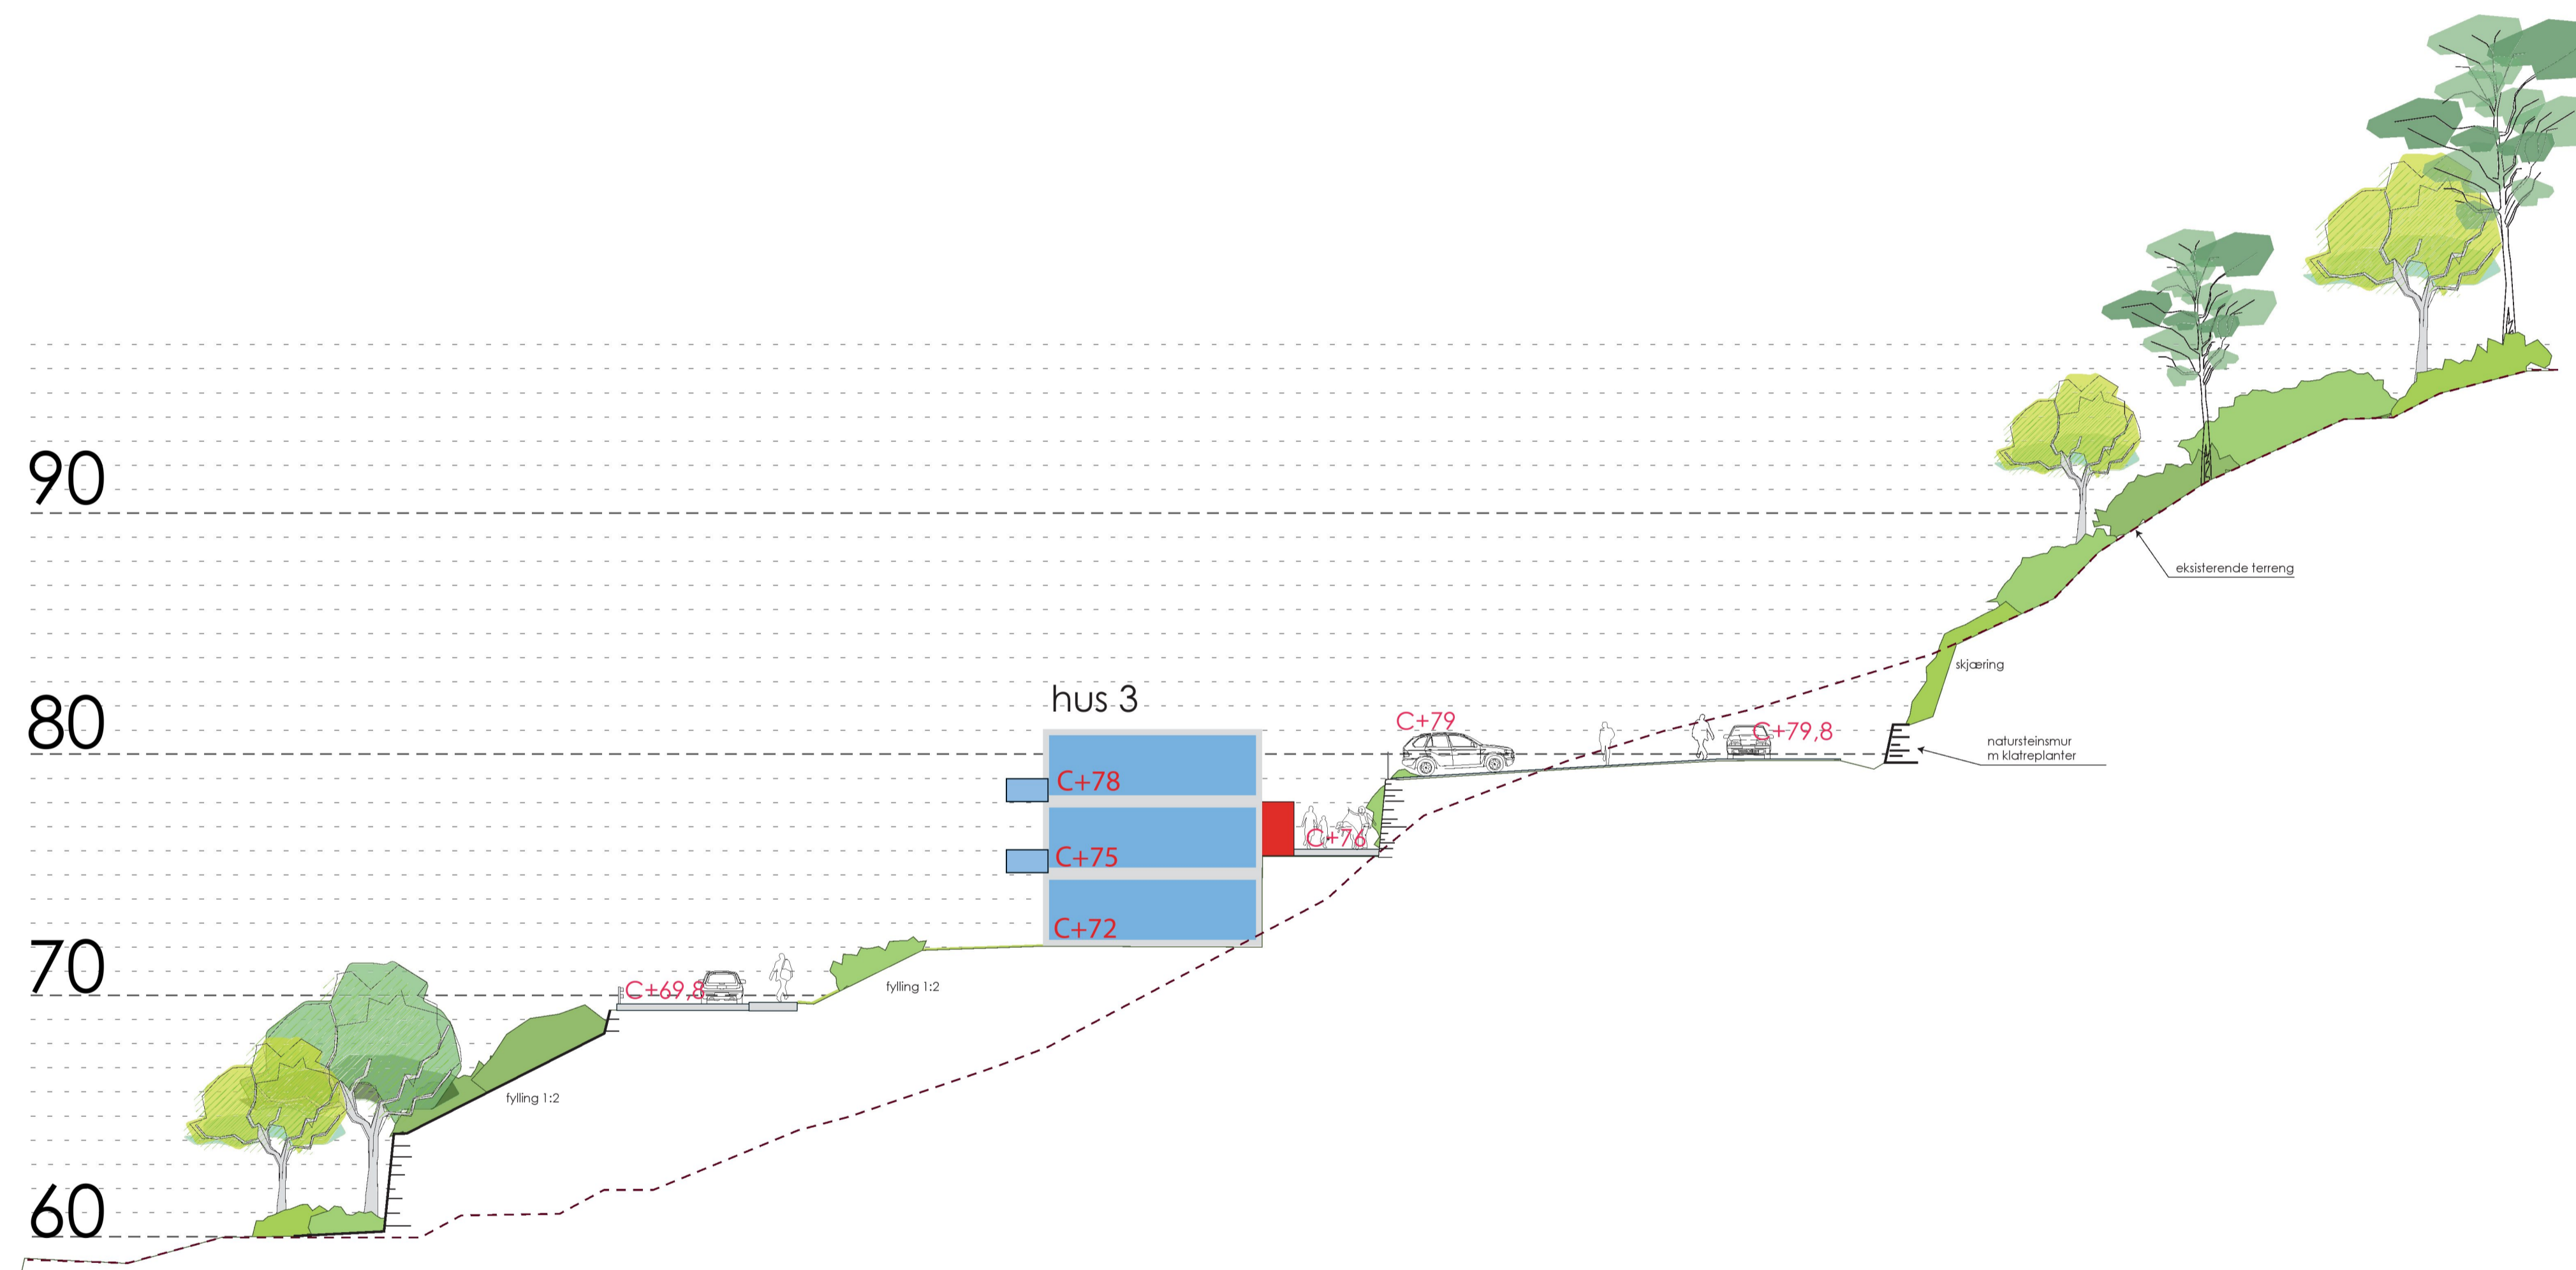 90
eksisterende terreng
skjæring
hus 3
80
C+79
C+79,8
natursteinsmur
m klatreplanter
C+78
C+76
C+75
C+72
70
C+69,8
fylling 1:2
fylling 1:2
60